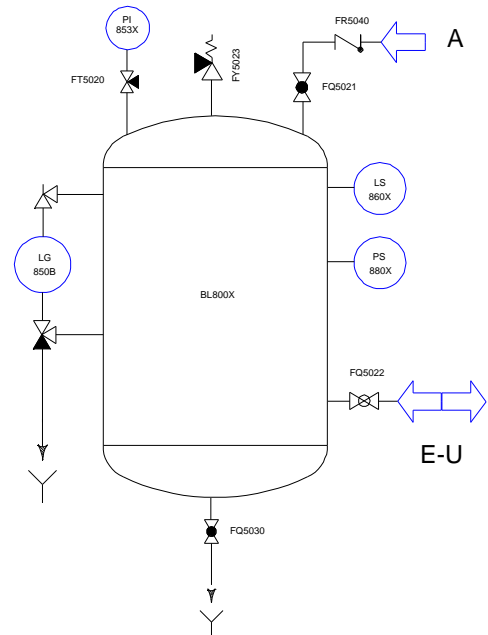 PI
853X
FT5020
FY5023
FR5040
A
FQ5021
LS
860X
LG
850B
PS
880X
BL800X
FQ5022
E-U
FQ5030